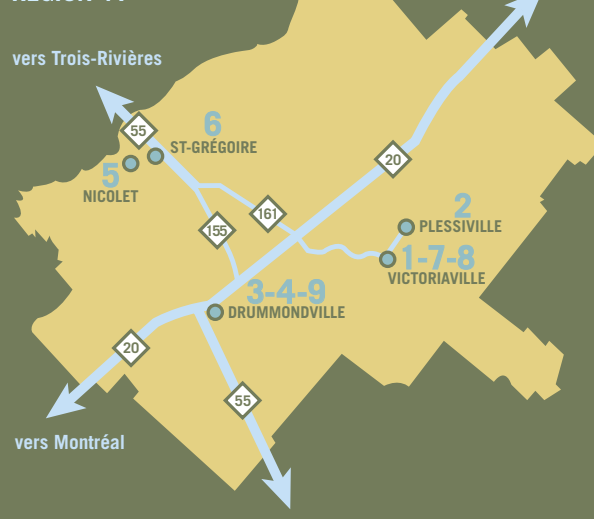 vers Trois-Rivières
55
6
ST-GRÉGOIRE
5
NICOLET
20
161
155
2
PLESSIVILLE
1-7-8
VICTORIAVILLE
3-4-9
DRUMMONDVILLE
20
55
vers Montréal